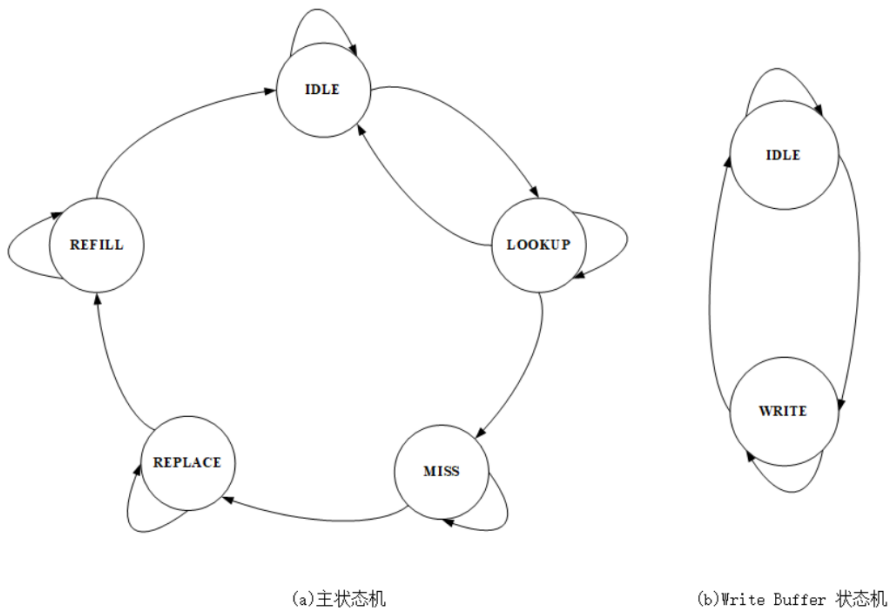 IDLE
IDLE
REFILL
LOOKUP
WRITE
REPLACE
MISS
(a)主状态机
(b)Write Buffer 状态机